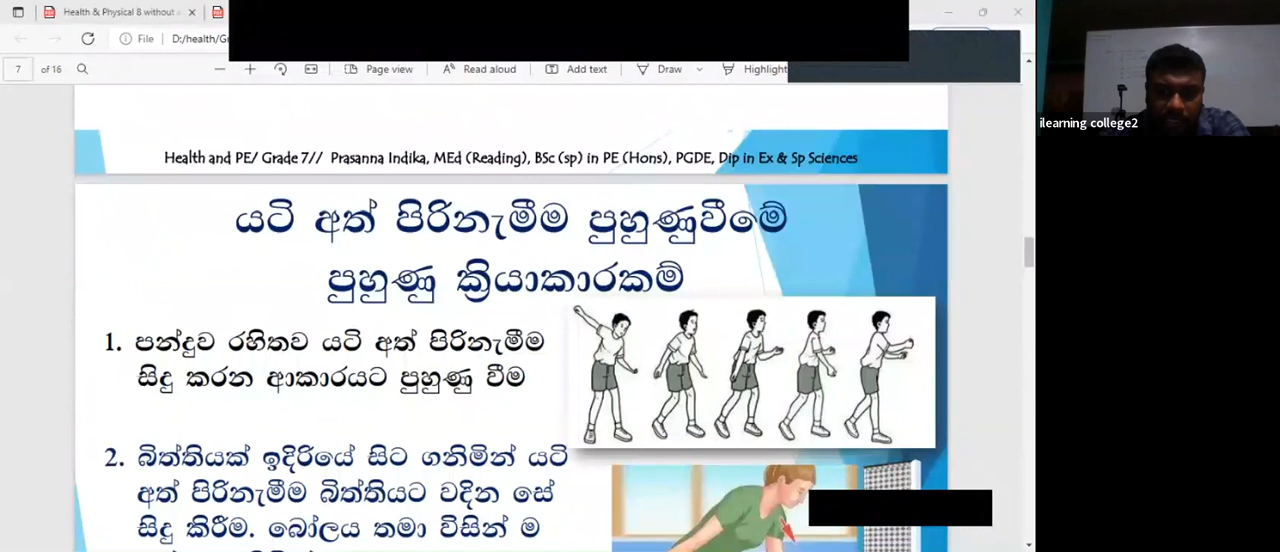 Health & Physical 8 without a
File D:/health/G
7 of 16 Page view Read aloud Add text Draw Highlight
ilearning college2
Health and PE/ Grade 7// Prasanna Indika, MEd (Reading), BSc (sp) in PE (Hons), PGDE, Dip in Ex & Sp Sciences
යටි අත් පිරිනැමීම පුහුණුවීමේ
පුහුණු ක්‍රියාකාරකම්
1. පන්දුව රහිතව යටි අත් පිරිනැමීම
සිදු කරන ආකාරයට පුහුණු වීම
2. බිත්තියක් ඉදිරියේ සිට ගනිමින් යටි
අත් පිරිනැමීම බිත්තියට වදින සේ
සිදු කිරීම. බෝලය තමා විසින් ම